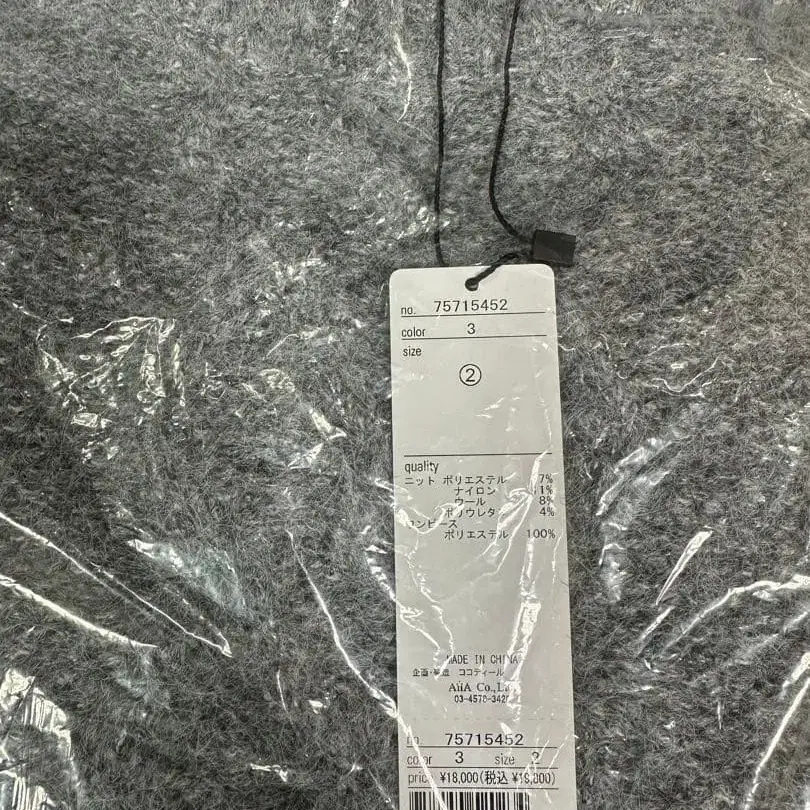 no. 75715452
color 3
size
②
quality
ニット ポリエステル 7%
ナイロン 1%
ウール 8%
ポリウレタ 4%
ワンピース
ポリエステル 100%
MADE IN CHINA
企画・製造 ココディール
AiiA Co.,Ltd.
no. 75715452
color 3 size 2
price ¥18,000(税込